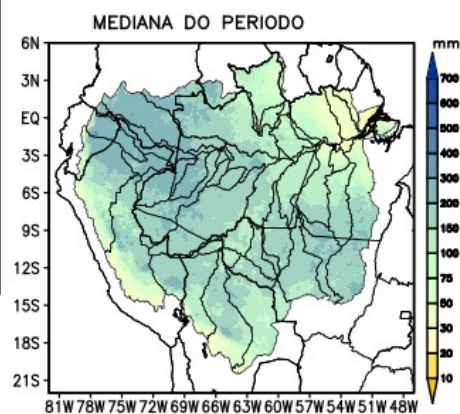 MEDIANA DO PERIODO
mm
6N
3N
EQ
3S
6S
9S
12S
15S
18S
21S
81W 78W 75W 72W 69W 66W 63W 60W 57W 54W 51W 48W
700
600
500
400
300
200
150
100
75
50
30
20
10